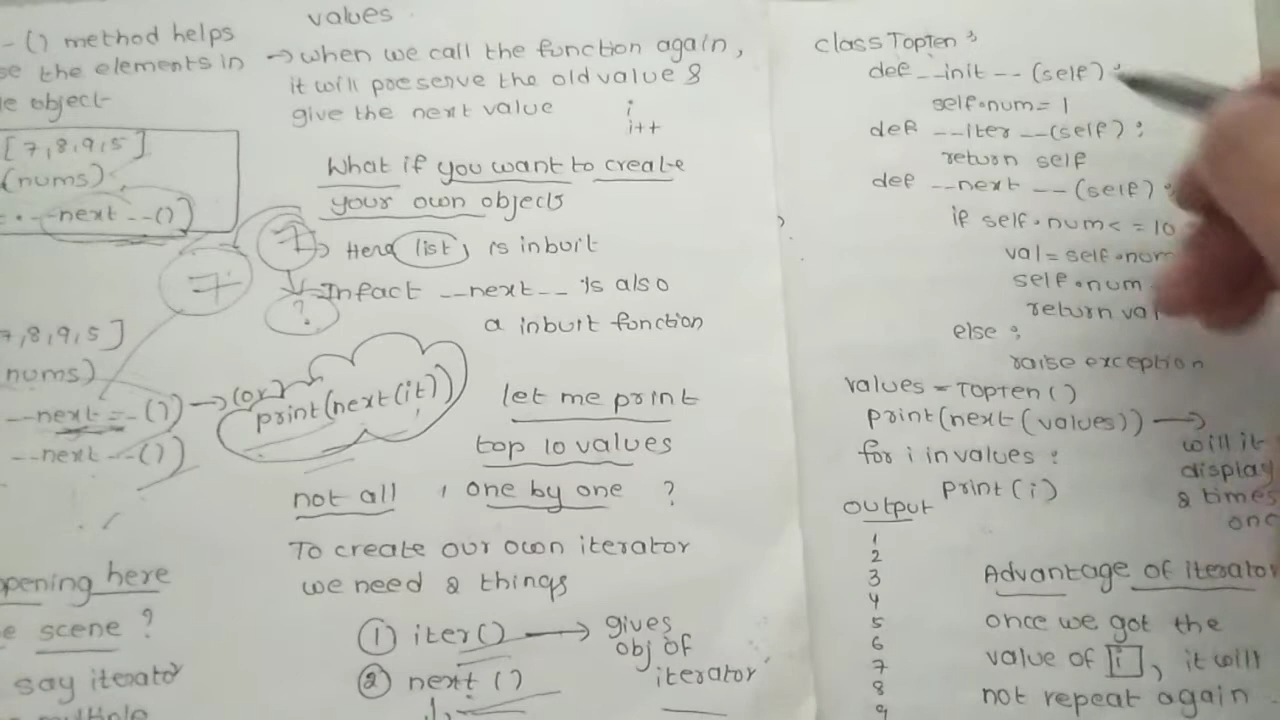 - () method helps
se the elements in
le object
[7,8,9,5]
(nums)
= . --next --()
7
7,8,9,5]
nums)
--next -- ()
--next --()
opening here
e scene ?
say iterator
multiple
values
→ when we call the function again,
it will preserve the old value &
give the next value
i
i++
What if you want to create
your own objects
7 → Here list, is inbuilt
→ Infact --next-- is also
?
a inbuilt function
→ (or)
print(next(it))
let me print
top 10 values
not all , one by one ?
To create our own iterator
we need 2 things
① iter() → gives
obj of
iterator
② next ()
class TopTen :
def --init -- (self) :
self.num = 1
def --iter --(self) :
return self
def --next -- (self) :
if self.num <= 10
val = self.num
self.num
return val
else :
raise exception
values = TopTen ()
print(next (values)) →
for i in values :
print (i)
will it
display
2 times
one
output
1
2
3
4
5
6
7
8
9
Advantage of iterator
once we got the
value of i , it will
not repeat again